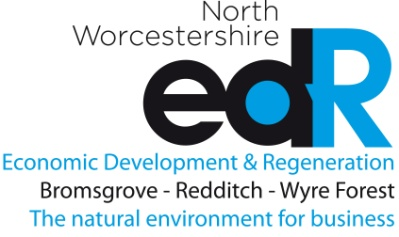 North
Worcestershire
edR
Economic Development & Regeneration
Bromsgrove - Redditch - Wyre Forest
The natural environment for business